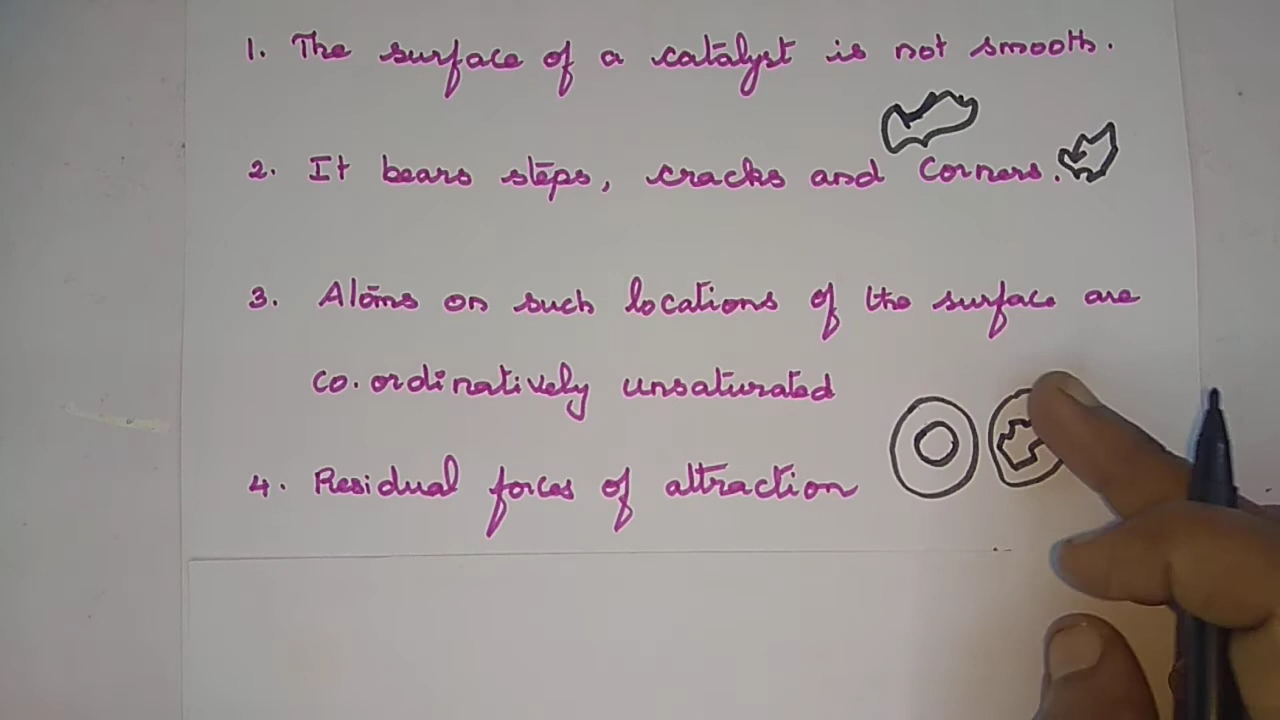 1. The surface of a catalyst is not smooth.
2. It bears steps, cracks and corners.
3. Atoms on such locations of the surface are
co.ordinatively unsaturated
4. Residual forces of attraction